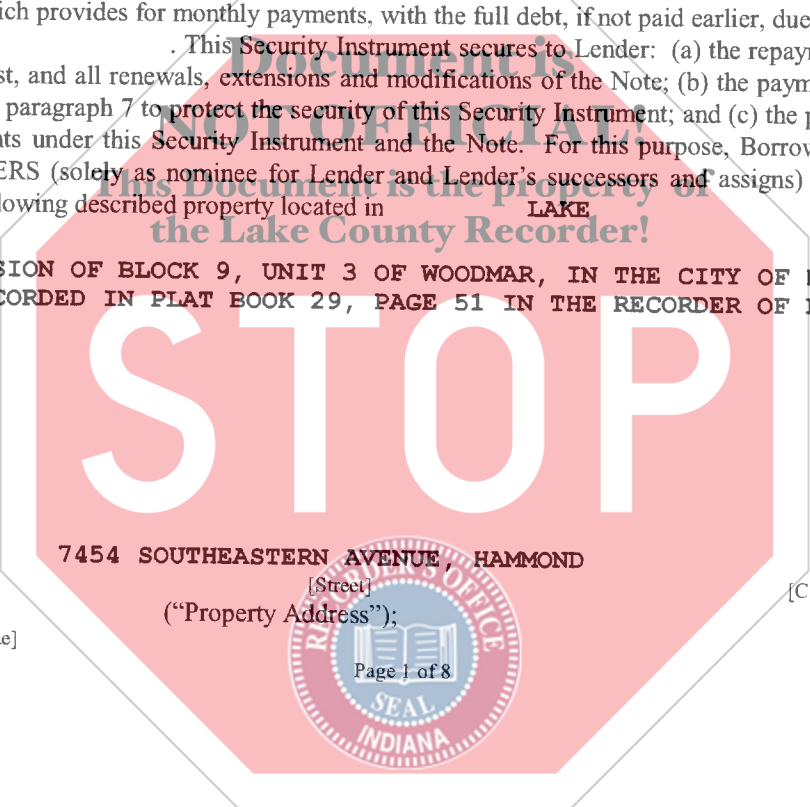 ich provides for monthly payments, with the full debt, if not paid earlier, due
. This Security Instrument secures to Lender: (a) the repay
Document is
st, and all renewals, extensions and modifications of the Note; (b) the paym
paragraph 7 to protect the security of this Security Instrument; and (c) the p
NOT OFFICIAL!
nts under this Security Instrument and the Note. For this purpose, Borrow
ERS (solely as nominee for Lender and Lender’s successors and assigns)
This Document is the property of
lowing described property located in LAKE
the Lake County Recorder!
SION OF BLOCK 9, UNIT 3 OF WOODMAR, IN THE CITY OF
CORDED IN PLAT BOOK 29, PAGE 51 IN THE RECORDER OF
STOP
7454 SOUTHEASTERN AVENUE, HAMMOND
[Street]
[C
(“Property Address”);
e]
Page 1 of 8
RECORDER'S OFFICE
SEAL
INDIANA